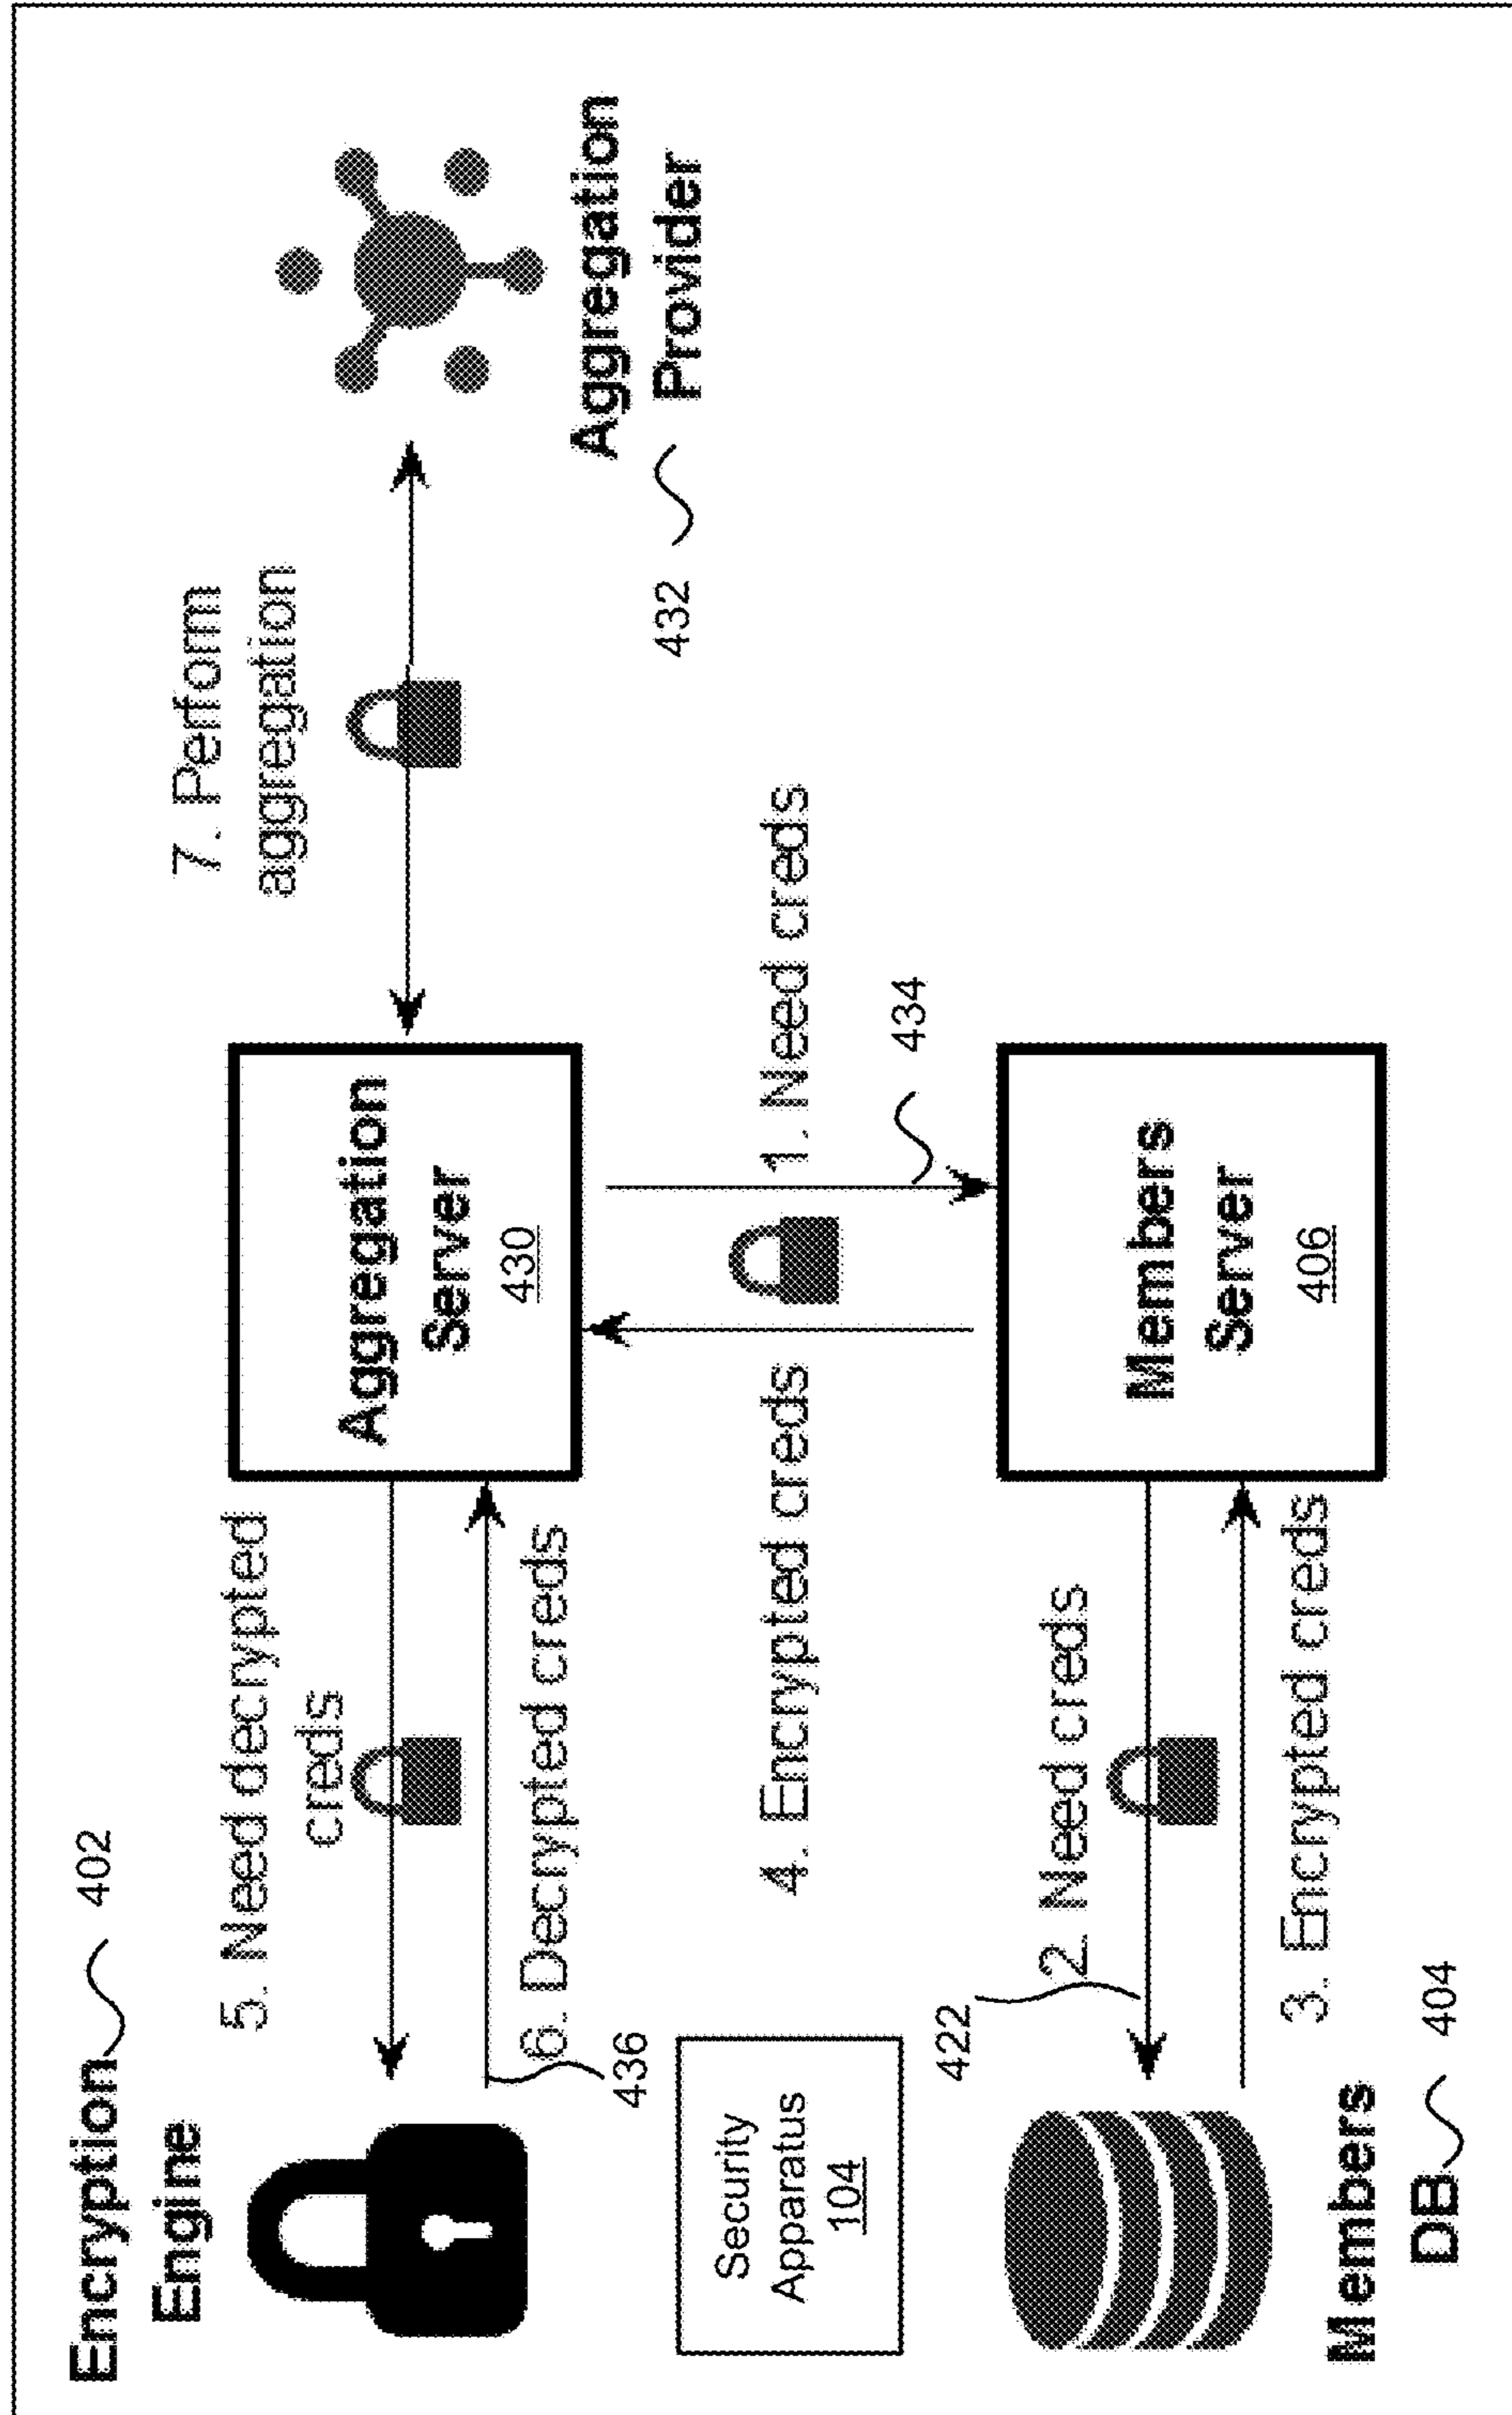 Encryption 402
Engine
5. Need decrypted
creds
6. Decrypted creds
436
Aggregation
Server
430
7. Perform
aggregation
Aggregation
Provider
432
Security
Apparatus
104
4. Encrypted creds
1. Need creds
434
422
2. Need creds
3. Encrypted creds
Members
Server
406
Members
DB 404